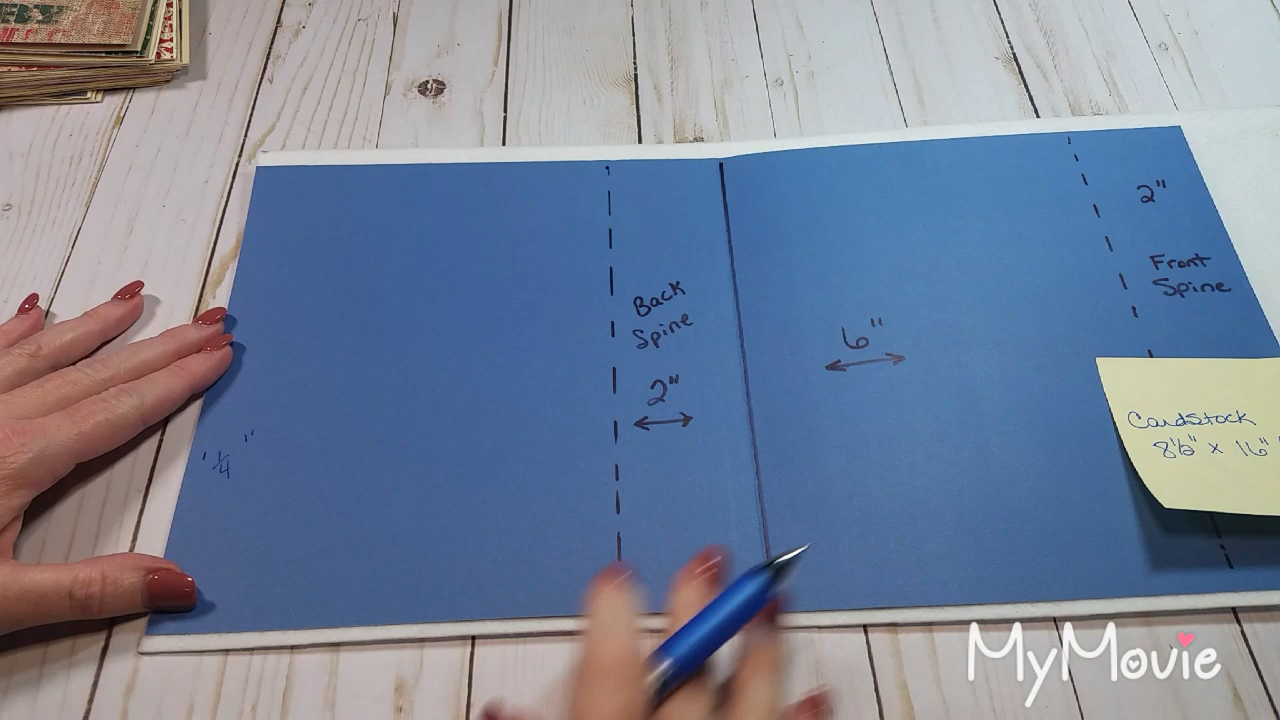 2"
Front
Spine
Back
Spine
2"
6"
1/4"
Cardstock
8½" x 16"
MyMovie